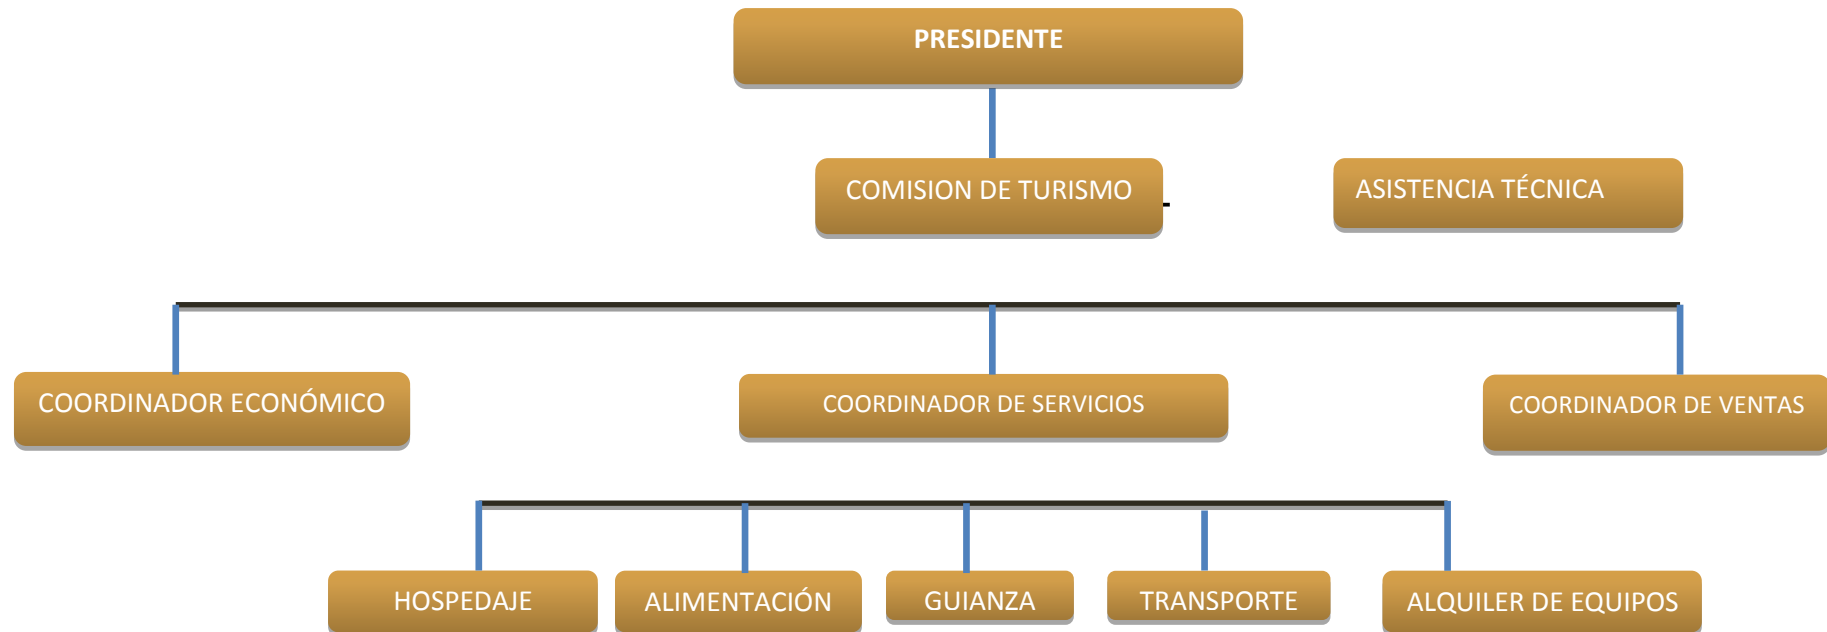 PRESIDENTE
COMISION DE TURISMO
ASISTENCIA TÉCNICA
COORDINADOR ECONÓMICO
COORDINADOR DE SERVICIOS
COORDINADOR DE VENTAS
HOSPEDAJE
ALIMENTACIÓN
GUIANZA
TRANSPORTE
ALQUILER DE EQUIPOS